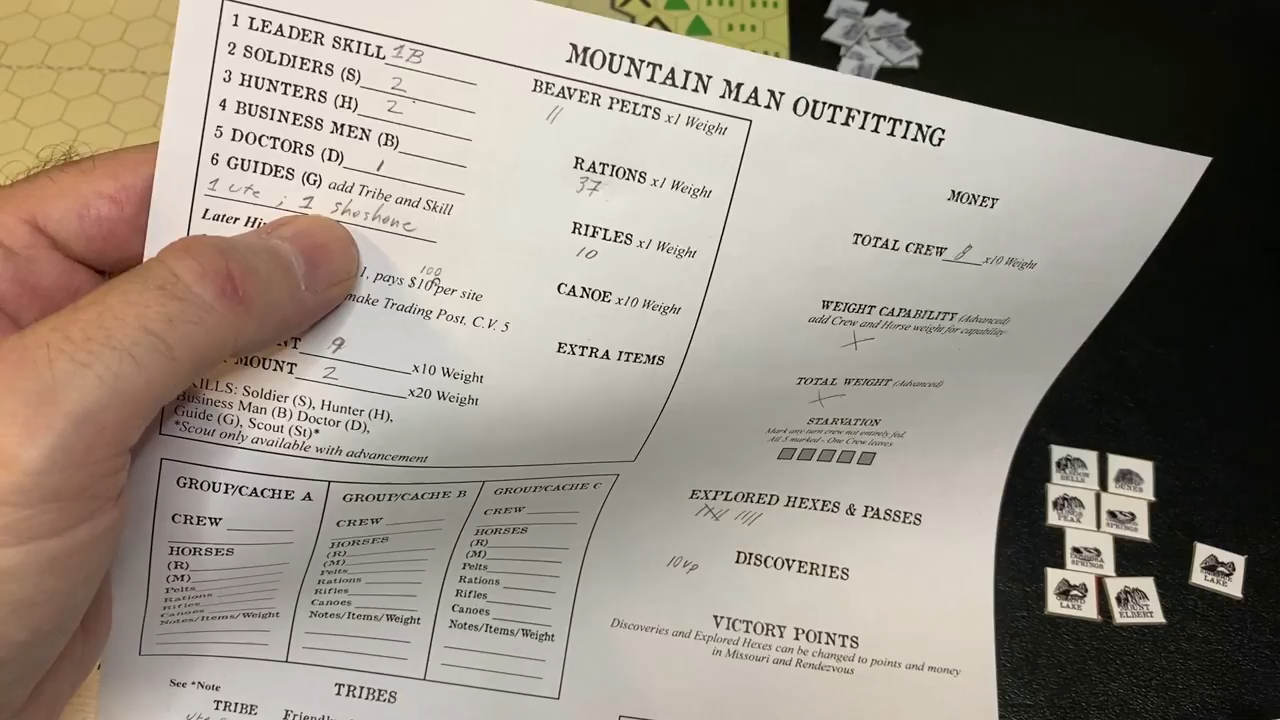 MOUNTAIN MAN OUTFITTING
1 LEADER SKILL 1B
2 SOLDIERS (S) 2
3 HUNTERS (H) 2
4 BUSINESS MEN (B)
5 DOCTORS (D) 1
6 GUIDES (G) add Tribe and Skill
1 Ute ; 1 Shoshone
Later
1, pays $10 per site
100
make Trading Post, C.V. 5
9 x10 Weight
MOUNT 2 x20 Weight
SKILLS: Soldier (S), Hunter (H),
Business Man (B) Doctor (D),
Guide (G), Scout (St)*
*Scout only available with advancement
BEAVER PELTS x1 Weight
11
RATIONS x1 Weight
37
RIFLES x1 Weight
10
CANOE x10 Weight
EXTRA ITEMS
MONEY
TOTAL CREW 8 x10 Weight
WEIGHT CAPABILITY (Advanced)
add Crew and Horse weight for capability
X
TOTAL WEIGHT (Advanced)
X
STARVATION
Mark any turn crew not entirely fed.
All 5 marked - One Crew leaves
EXPLORED HEXES & PASSES
DISCOVERIES
10 vp
VICTORY POINTS
Discoveries and Explored Hexes can be changed to points and money
in Missouri and Rendezvous
GROUP/CACHE A
CREW
HORSES
(R)
(M)
Pelts
Rations
Rifles
Canoes
Notes/Items/Weight
GROUP/CACHE B
CREW
HORSES
(R)
(M)
Pelts
Rations
Rifles
Canoes
Notes/Items/Weight
GROUP/CACHE C
CREW
HORSES
(R)
(M)
Pelts
Rations
Rifles
Canoes
Notes/Items/Weight
See *Note
TRIBES
TRIBE
Ute
DUNES
PEAK
SPRINGS
SPRINGS
LAKE
MOUNT
ELBERT
LAKE